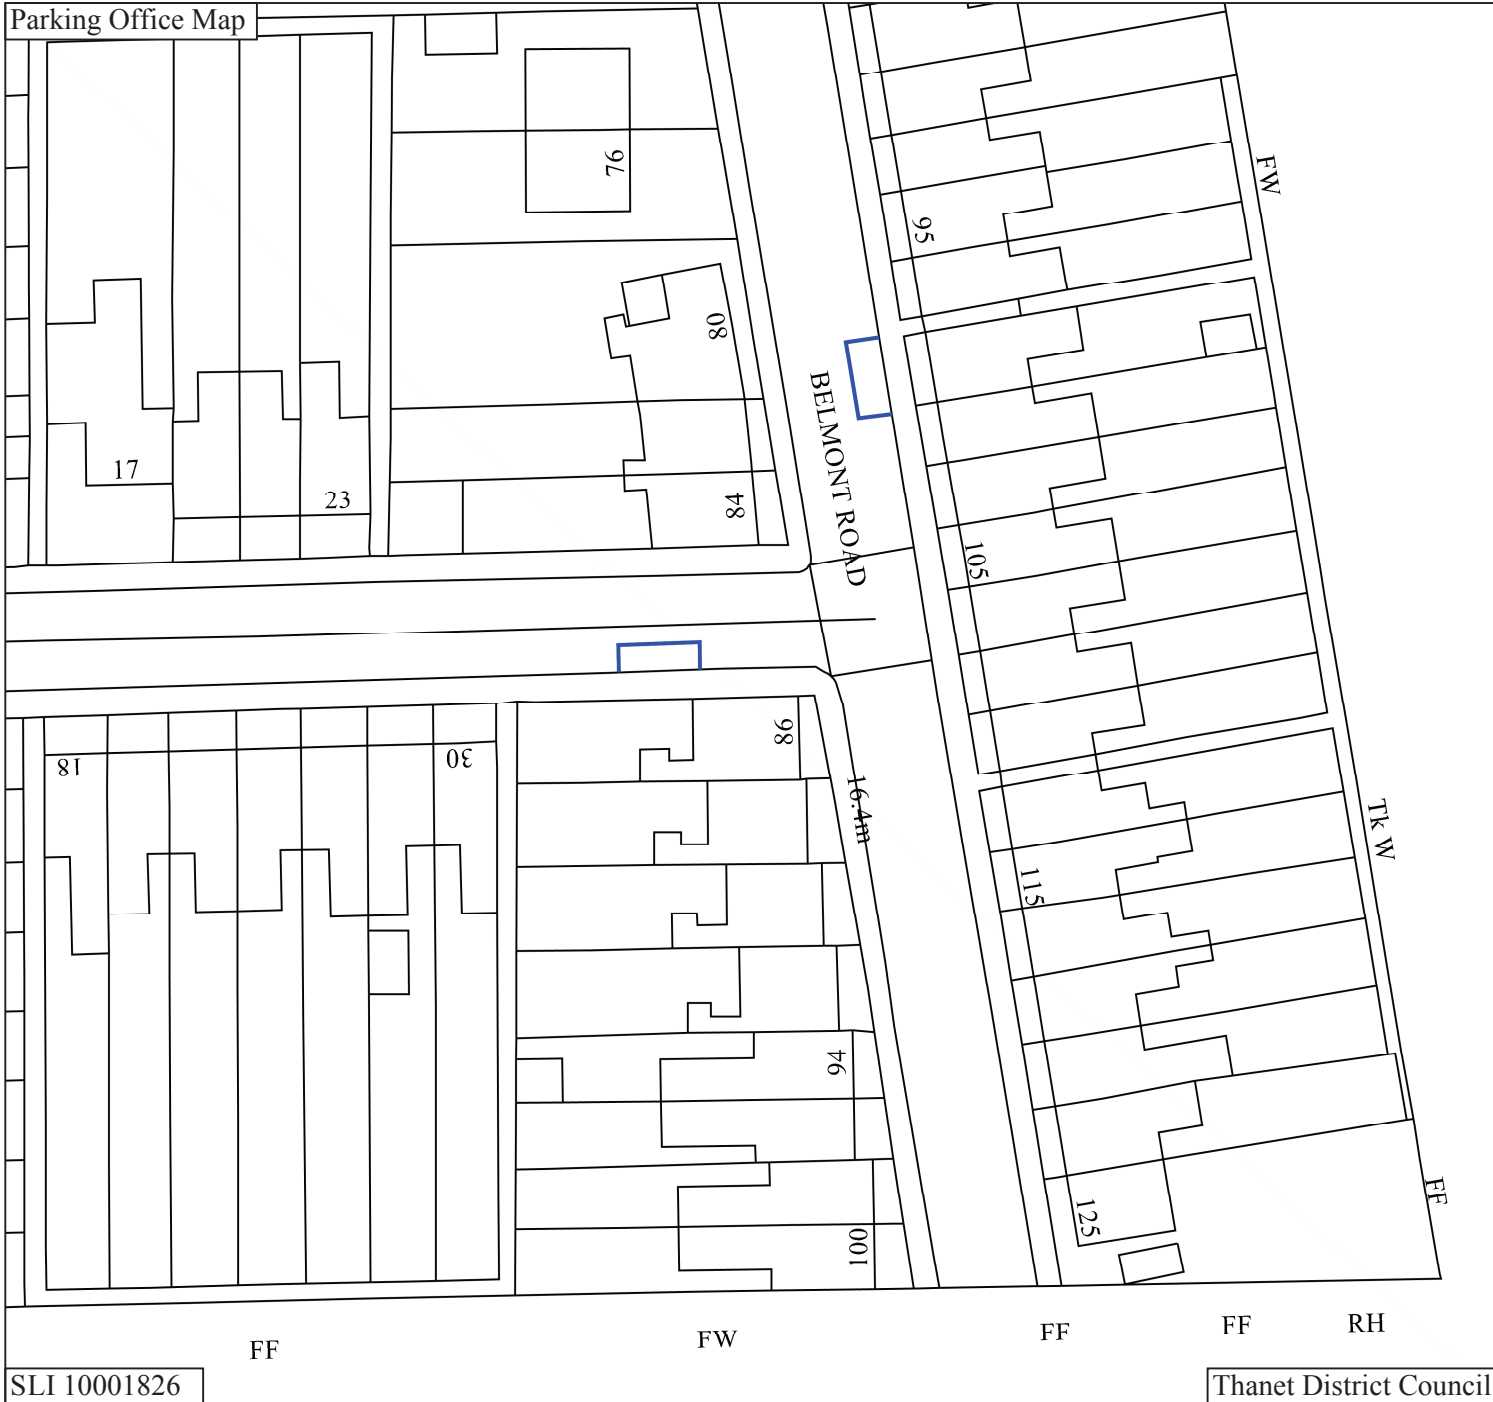 Parking Office Map
76
FW
95
80
BELMONT ROAD
17
23
84
105
86
18
30
16.4m
Tk W
115
94
FF
125
100
FF
FW
FF
FF
RH
SLI 10001826
Thanet District Council